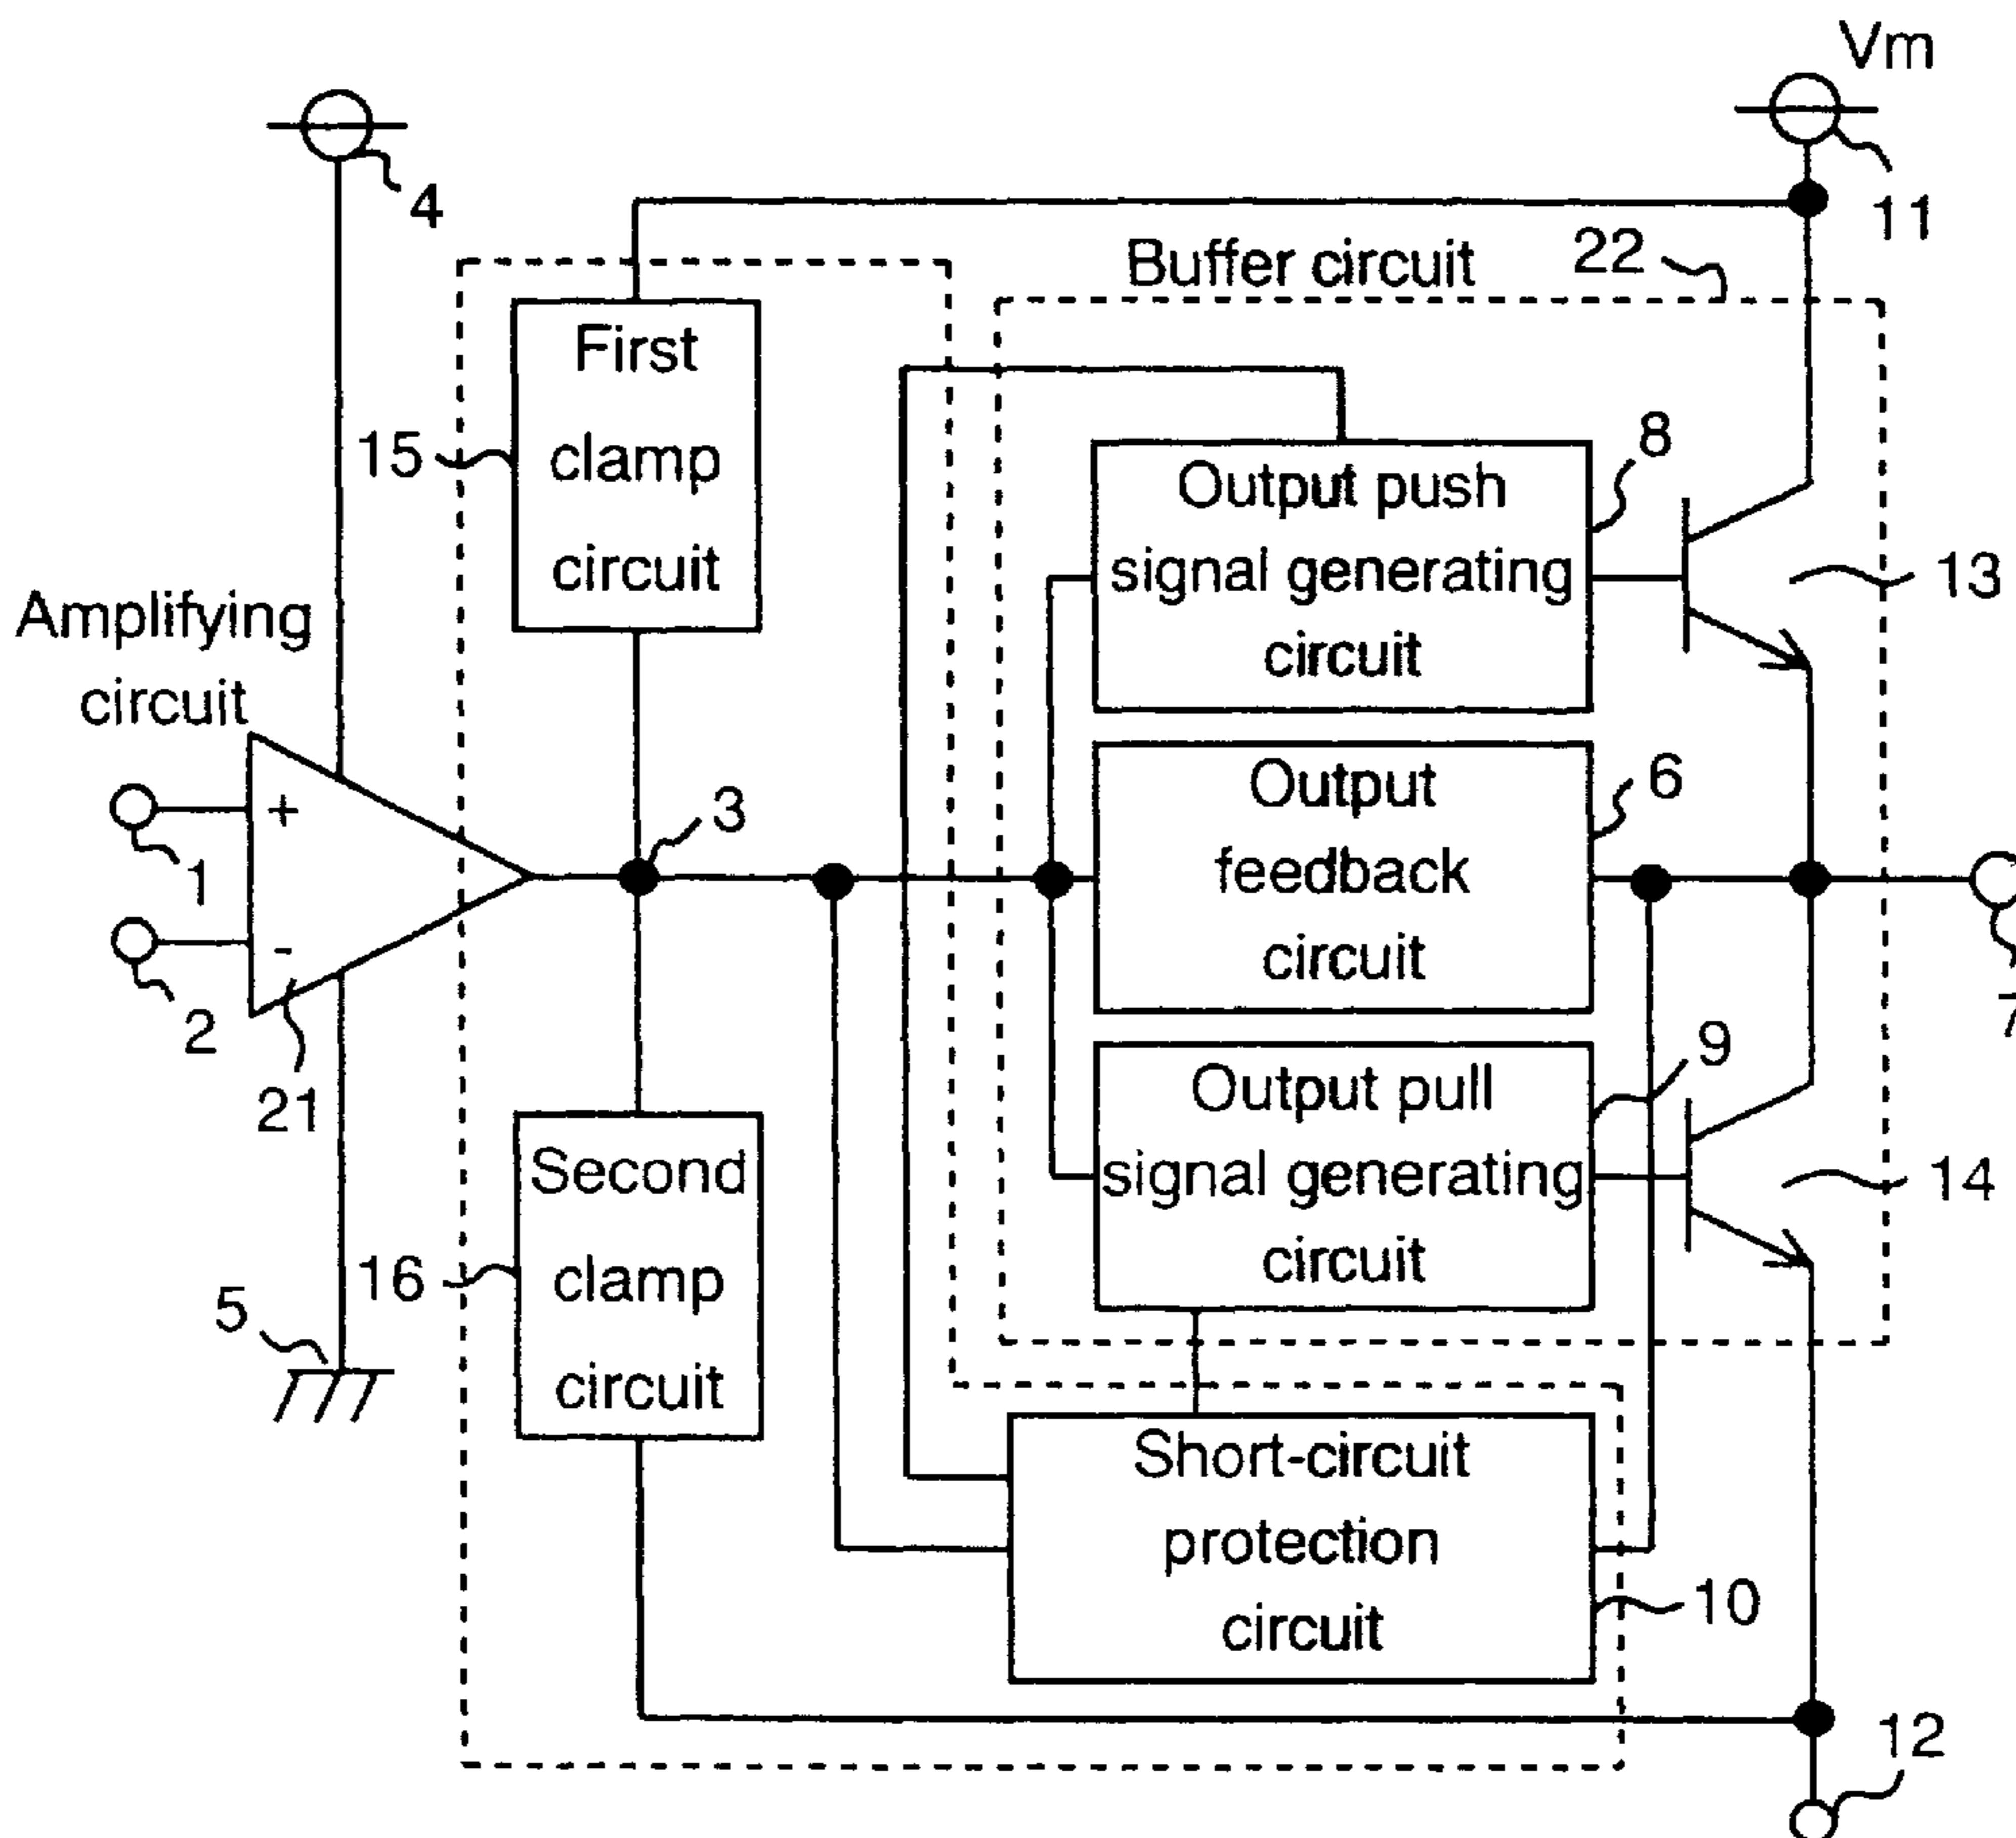 Vm
4
11
Buffer circuit
22
First
clamp
circuit
15
8
Output push
signal generating
circuit
13
Amplifying
circuit
+
-
1
2
21
3
6
Output
feedback
circuit
7
9
Output pull
signal generating
circuit
14
Second
clamp
circuit
16
5
Short-circuit
protection
circuit
10
12